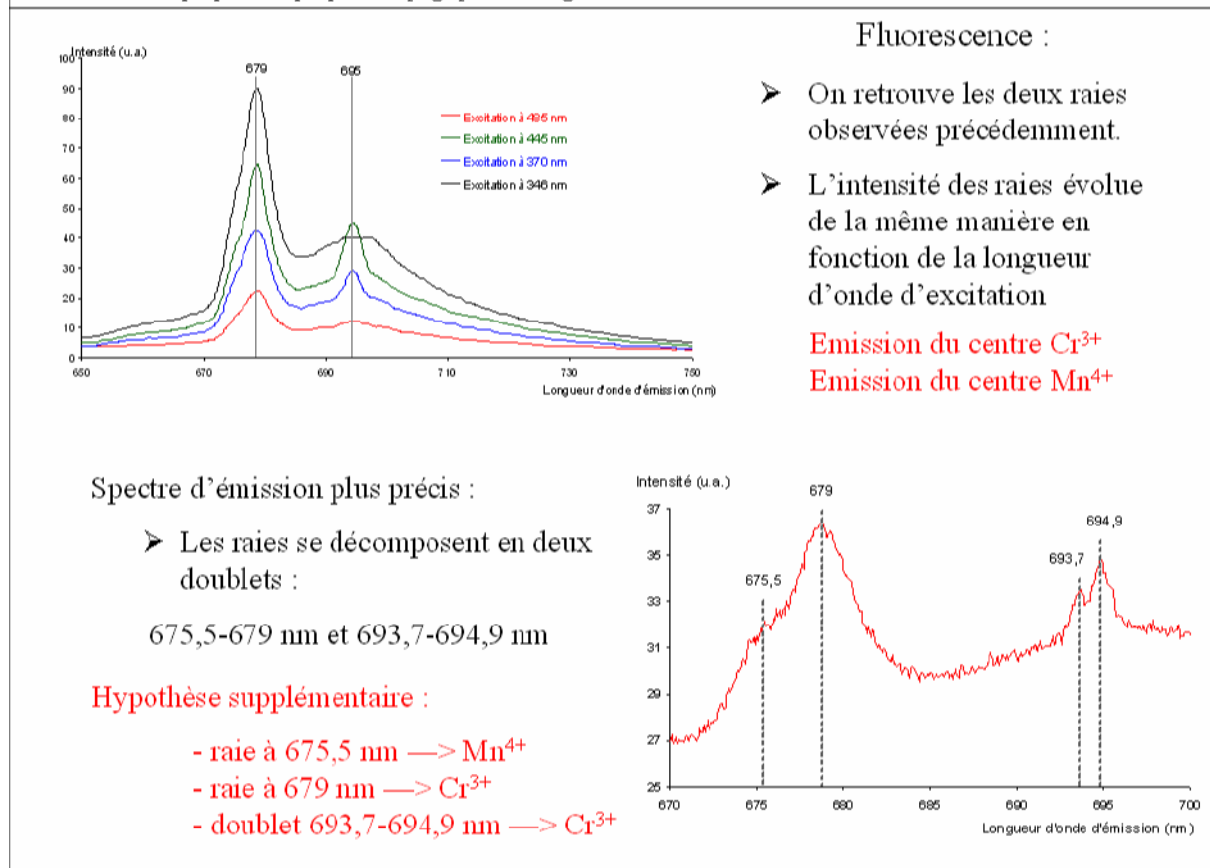 Intensité (u.a.)
100
90
80
70
60
50
40
30
20
10
0
679
695
Excitation à 485 nm
Excitation à 445 nm
Excitation à 370 nm
Excitation à 346 nm
650
670
690
710
730
750
Longueur d'onde d'émission (nm)
Fluorescence :
➤ On retrouve les deux raies
observées précédemment.
➤ L'intensité des raies évolue
de la même manière en
fonction de la longueur
d'onde d'excitation
Emission du centre Cr³⁺
Emission du centre Mn⁴⁺
Spectre d'émission plus précis :
➤ Les raies se décomposent en deux
doublets :
675,5-679 nm et 693,7-694,9 nm
Hypothèse supplémentaire :
- raie à 675,5 nm —> Mn⁴⁺
- raie à 679 nm —> Cr³⁺
- doublet 693,7-694,9 nm —> Cr³⁺
Intensité (u.a.)
37
35
33
31
29
27
25
675,5
679
693,7
694,9
670
675
680
685
690
695
700
Longueur d'onde d'émission (nm)